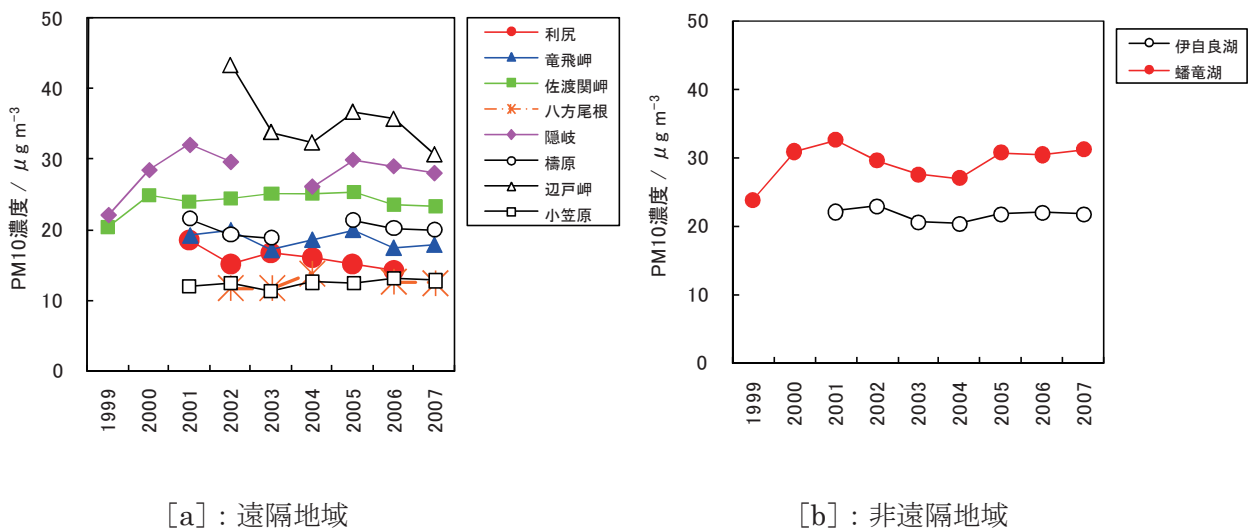 PM10濃度 / μg m⁻³
50
40
30
20
10
0
1999
2000
2001
2002
2003
2004
2005
2006
2007
利尻
竜飛岬
佐渡関岬
八方尾根
隠岐
檮原
辺戸岬
小笠原
[a]：遠隔地域
PM10濃度 / μg m⁻³
50
40
30
20
10
0
1999
2000
2001
2002
2003
2004
2005
2006
2007
伊自良湖
蟠竜湖
[b]：非遠隔地域